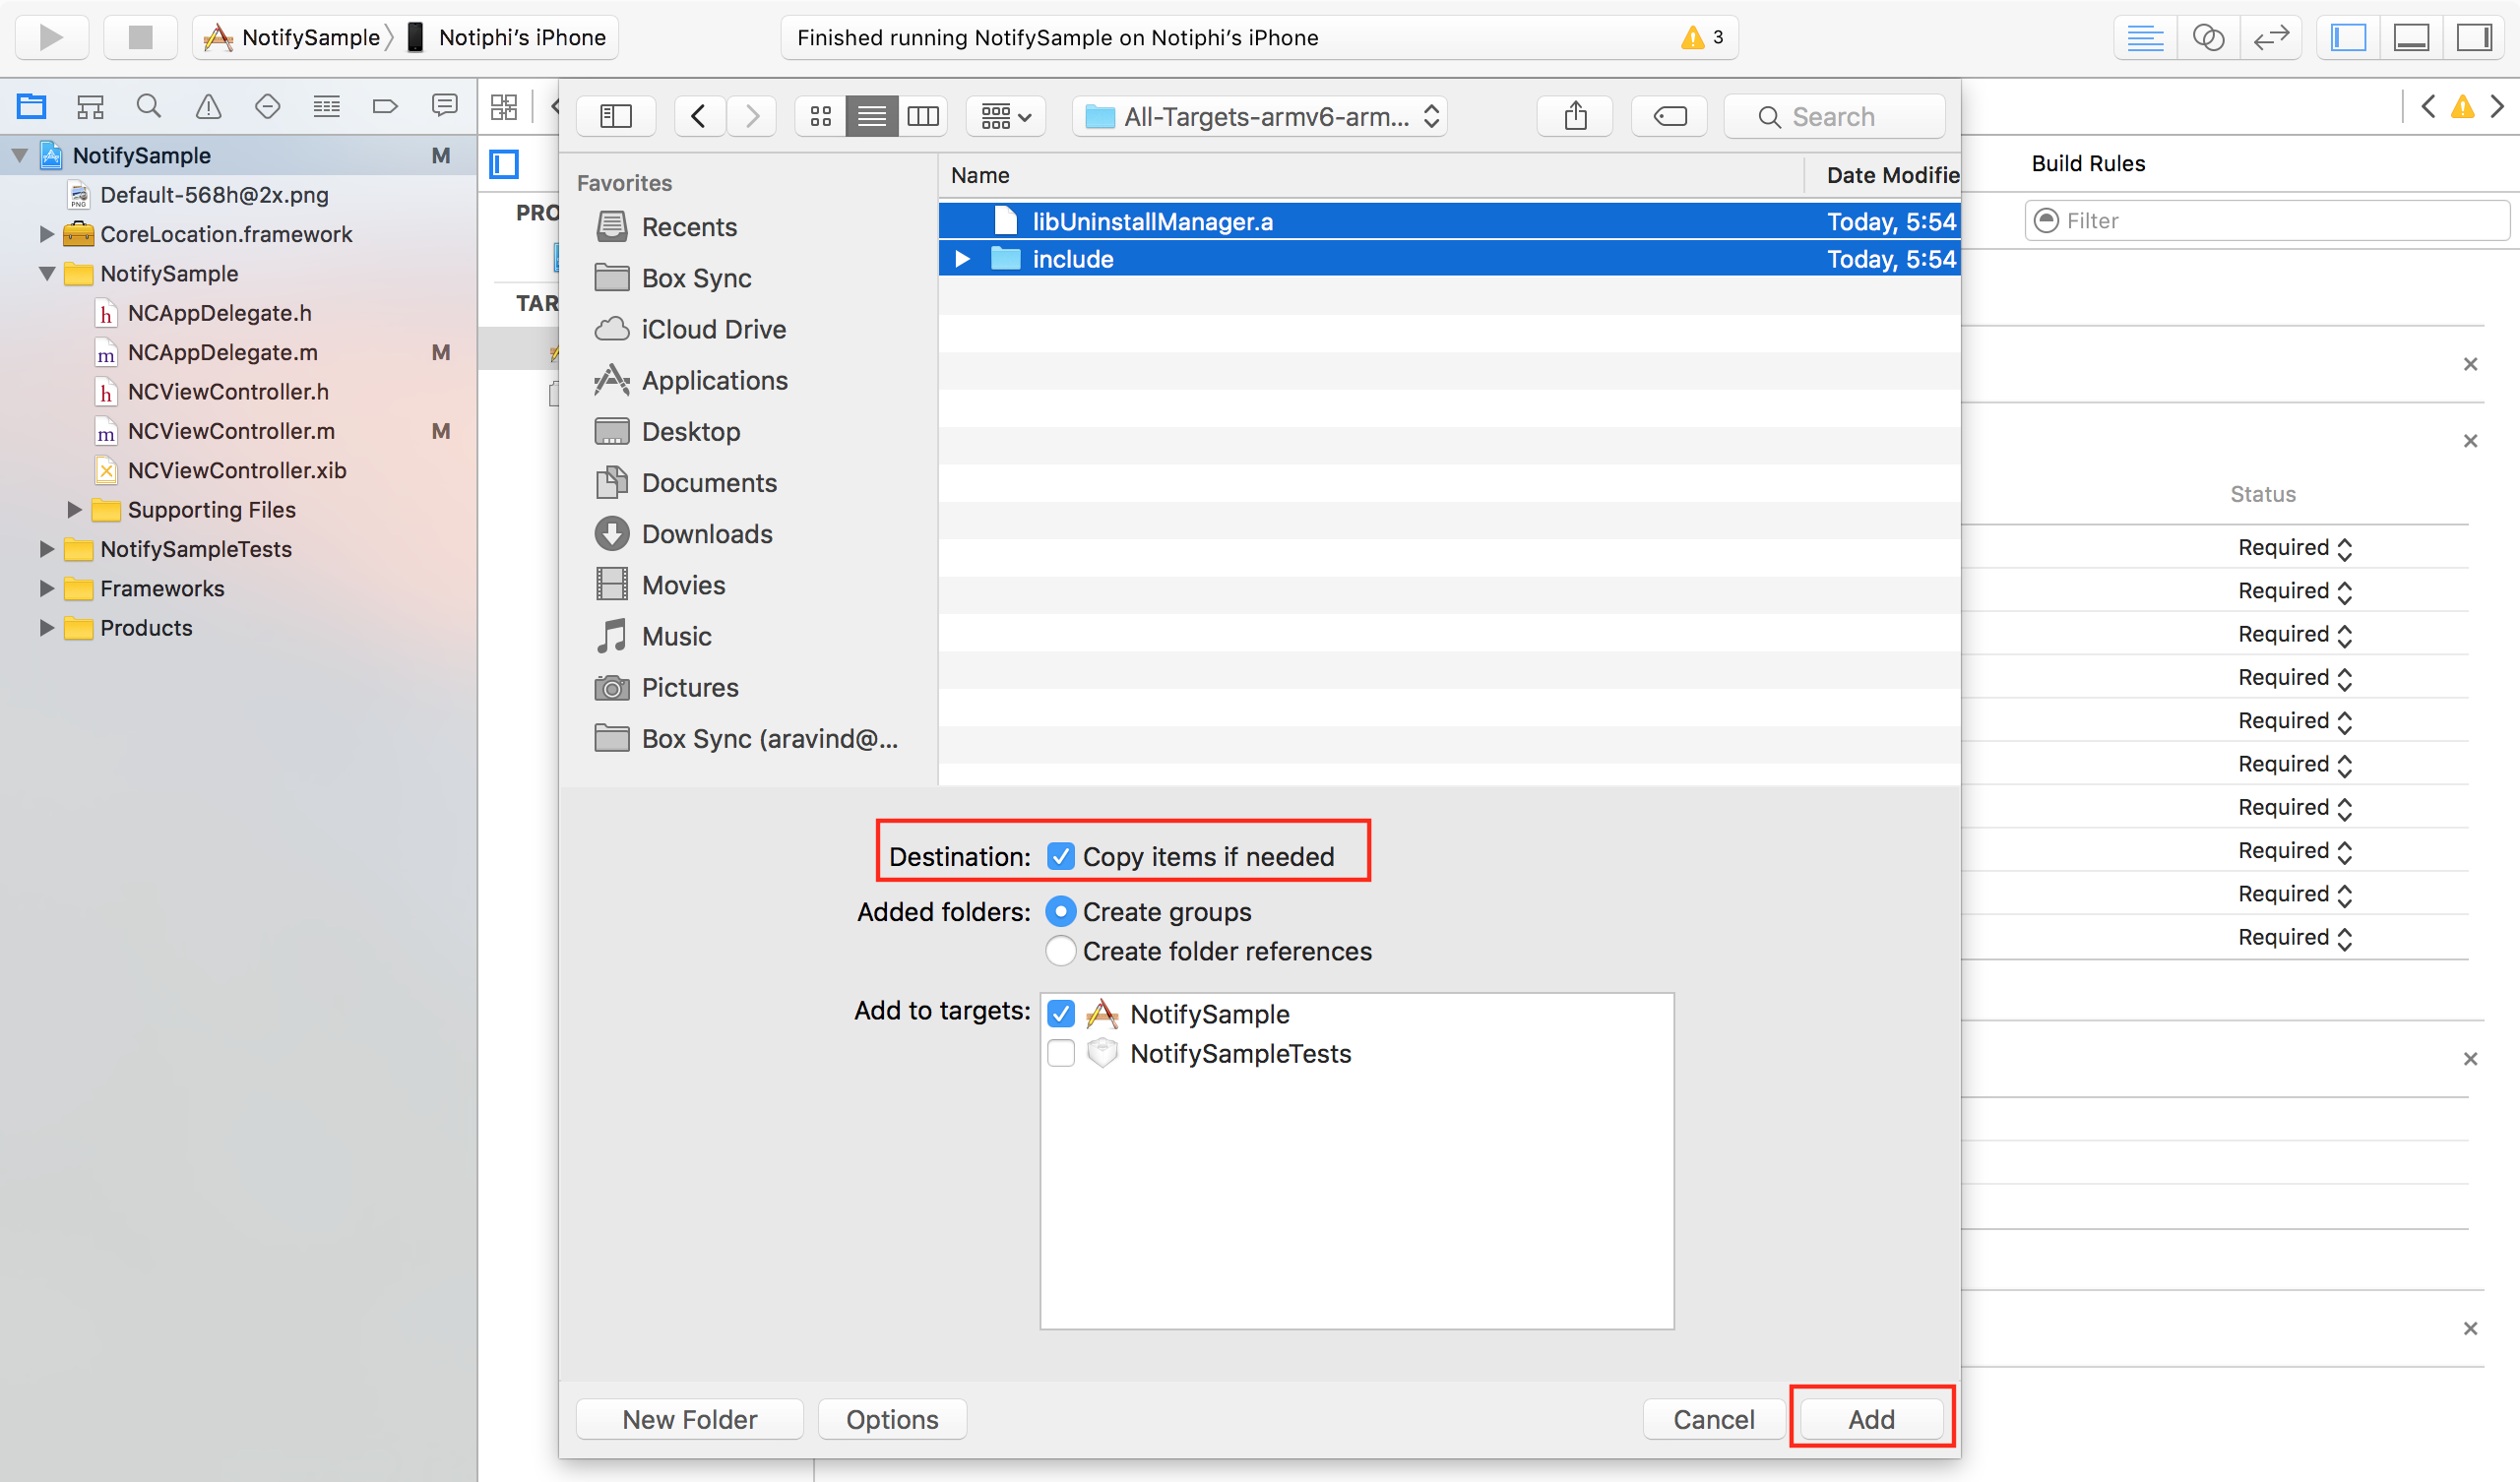 NotifySample
Notiphi's iPhone
Finished running NotifySample on Notiphi's iPhone
3
NotifySample
M
Default-568h@2x.png
CoreLocation.framework
NotifySample
NCAppDelegate.h
NCAppDelegate.m
M
NCViewController.h
NCViewController.m
M
NCViewController.xib
Supporting Files
NotifySampleTests
Frameworks
Products
PRO
TAR
All-Targets-armv6-arm...
Search
Favorites
Recents
Box Sync
iCloud Drive
Applications
Desktop
Documents
Downloads
Movies
Music
Pictures
Box Sync (aravind@...
Name
Date Modifie
libUninstallManager.a
Today, 5:54
include
Today, 5:54
Destination:
Copy items if needed
Added folders:
Create groups
Create folder references
Add to targets:
NotifySample
NotifySampleTests
New Folder
Options
Cancel
Add
Build Rules
Filter
Status
Required
Required
Required
Required
Required
Required
Required
Required
Required
Required